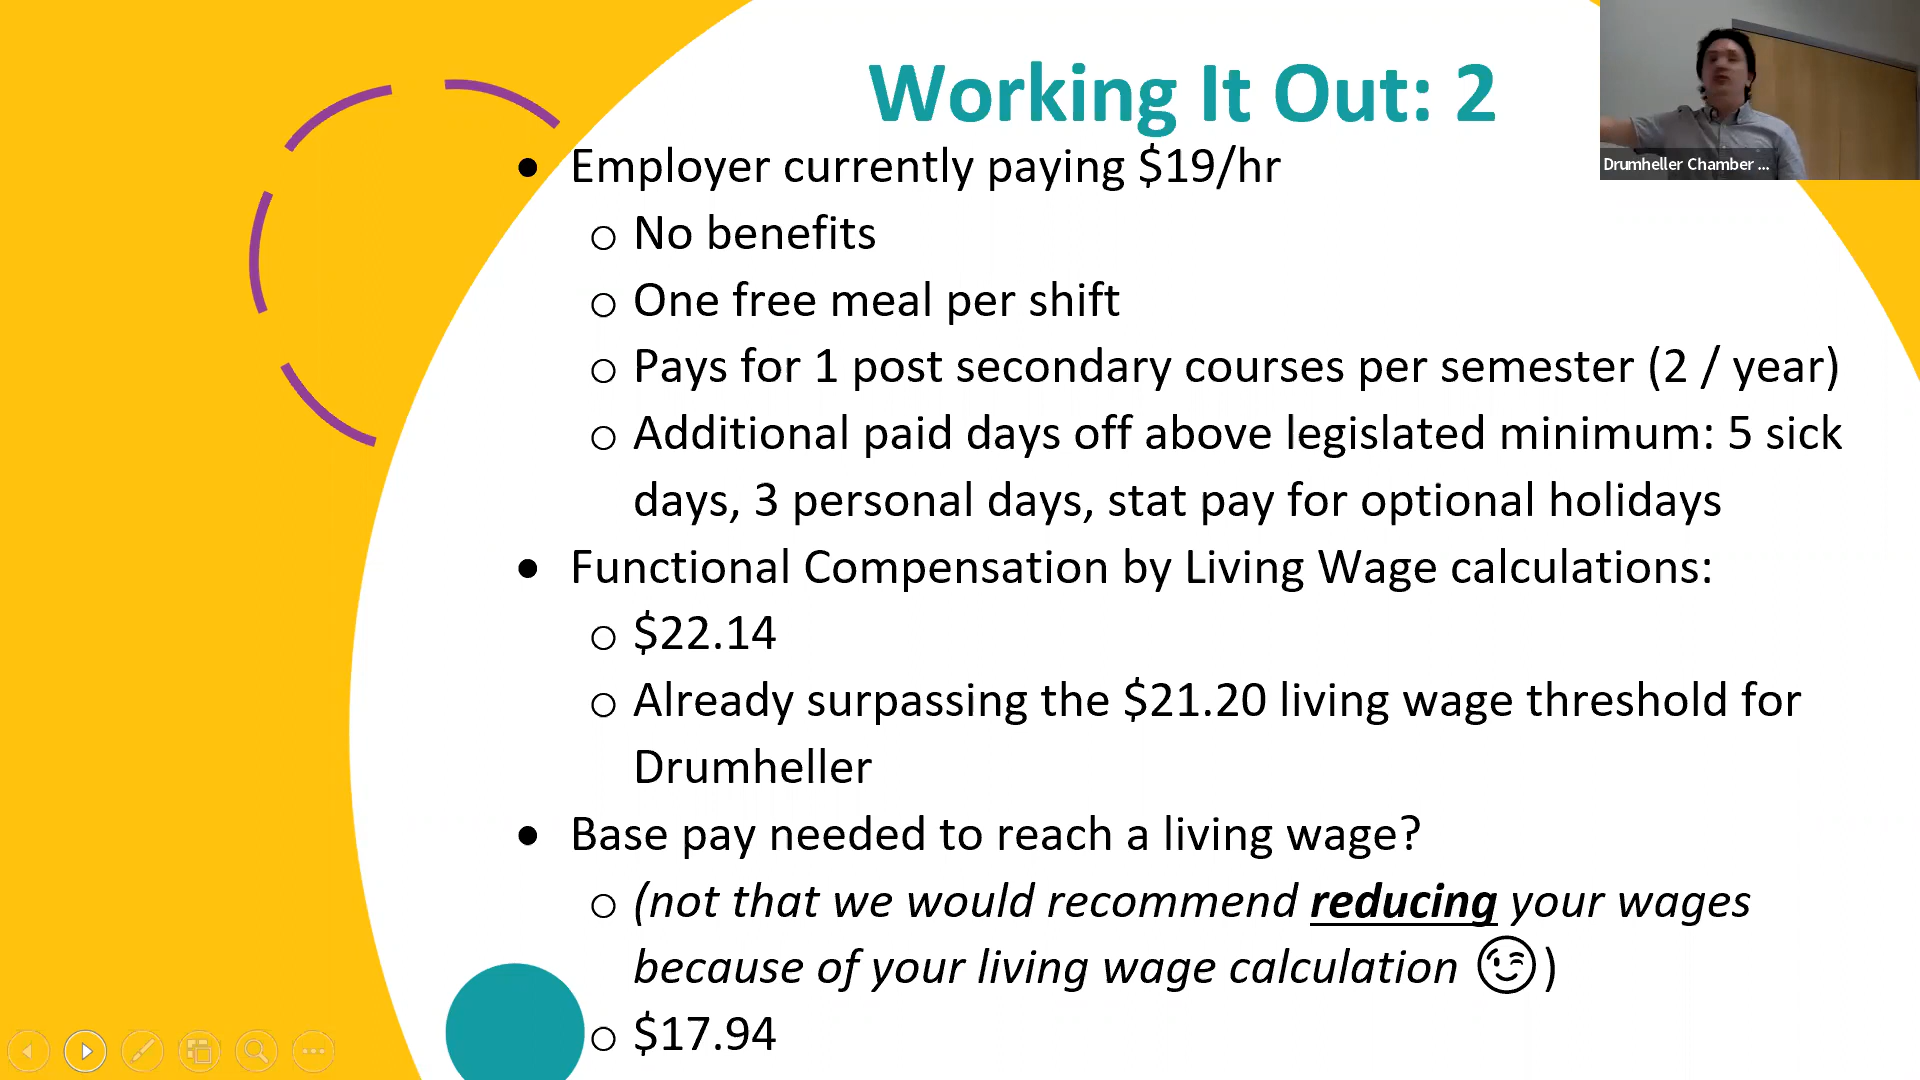 Working It Out: 2
Drumheller Chamber ...
• Employer currently paying $19/hr
o No benefits
o One free meal per shift
o Pays for 1 post secondary courses per semester (2 / year)
o Additional paid days off above legislated minimum: 5 sick
days, 3 personal days, stat pay for optional holidays
• Functional Compensation by Living Wage calculations:
o $22.14
o Already surpassing the $21.20 living wage threshold for
Drumheller
• Base pay needed to reach a living wage?
o (not that we would recommend reducing your wages
because of your living wage calculation 😉)
o $17.94